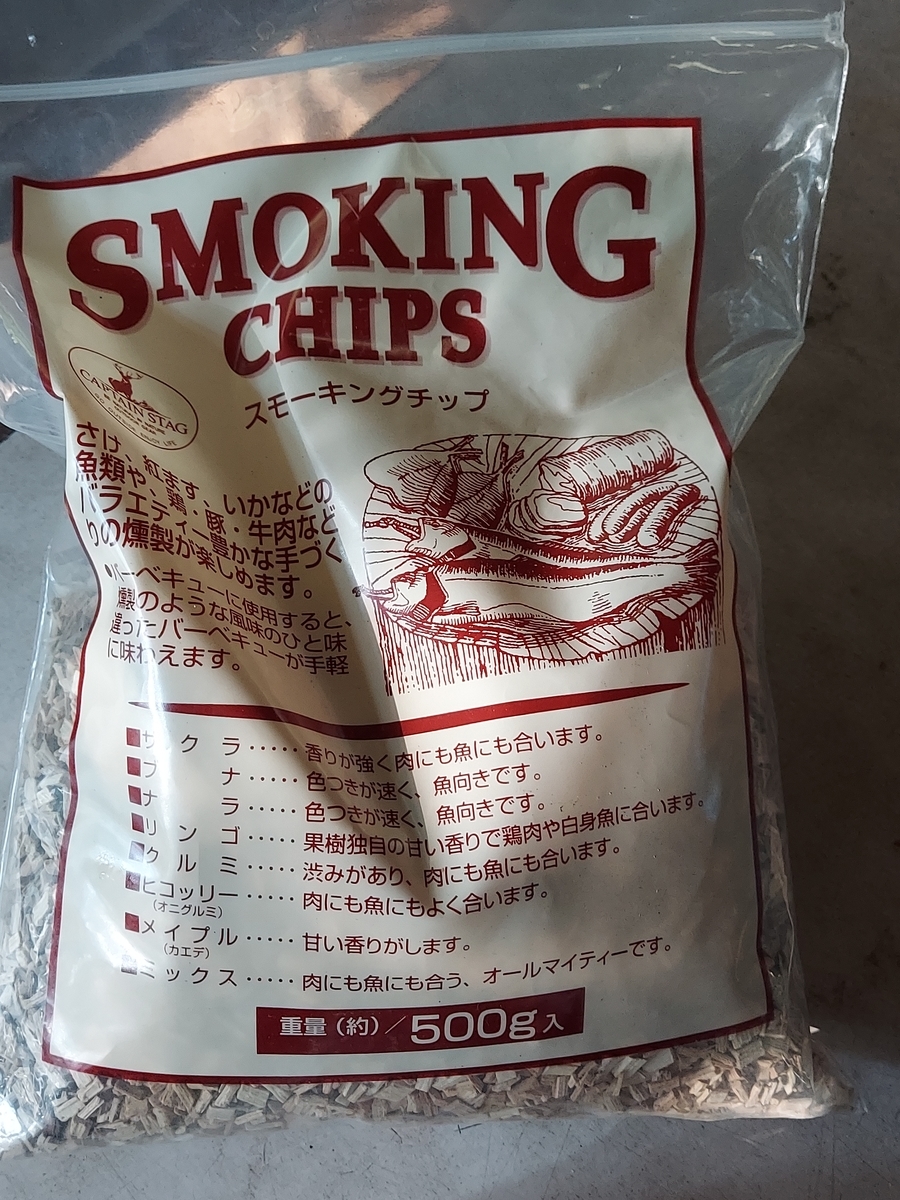 SMOKING
CHIPS
スモーキングチップ
CAPTAIN STAG
さけ、紅ます、いかなどの
魚類や、鶏・豚・牛肉など
バラエティー豊かな手づく
りの燻製が楽しめます。
•バーベキューに使用すると、
燻製のような風味のひと味
違ったバーベキューが手軽
に味わえます。
■サクラ‥‥‥香りが強く肉にも魚にも合います。
■ブナ‥‥‥色つきが速く、魚向きです。
■ナラ‥‥‥色つきが速く、魚向きです。
■リンゴ‥‥‥果樹独自の甘い香りで鶏肉や白身魚に合います。
■クルミ‥‥‥渋みがあり、肉にも魚にも合います。
■ヒコッリー‥‥‥肉にも魚にもよく合います。
(オニグルミ)
■メイプル‥‥‥甘い香りがします。
(カエデ)
■ミックス‥‥‥肉にも魚にも合う、オールマイティーです。
重量(約)/500g入